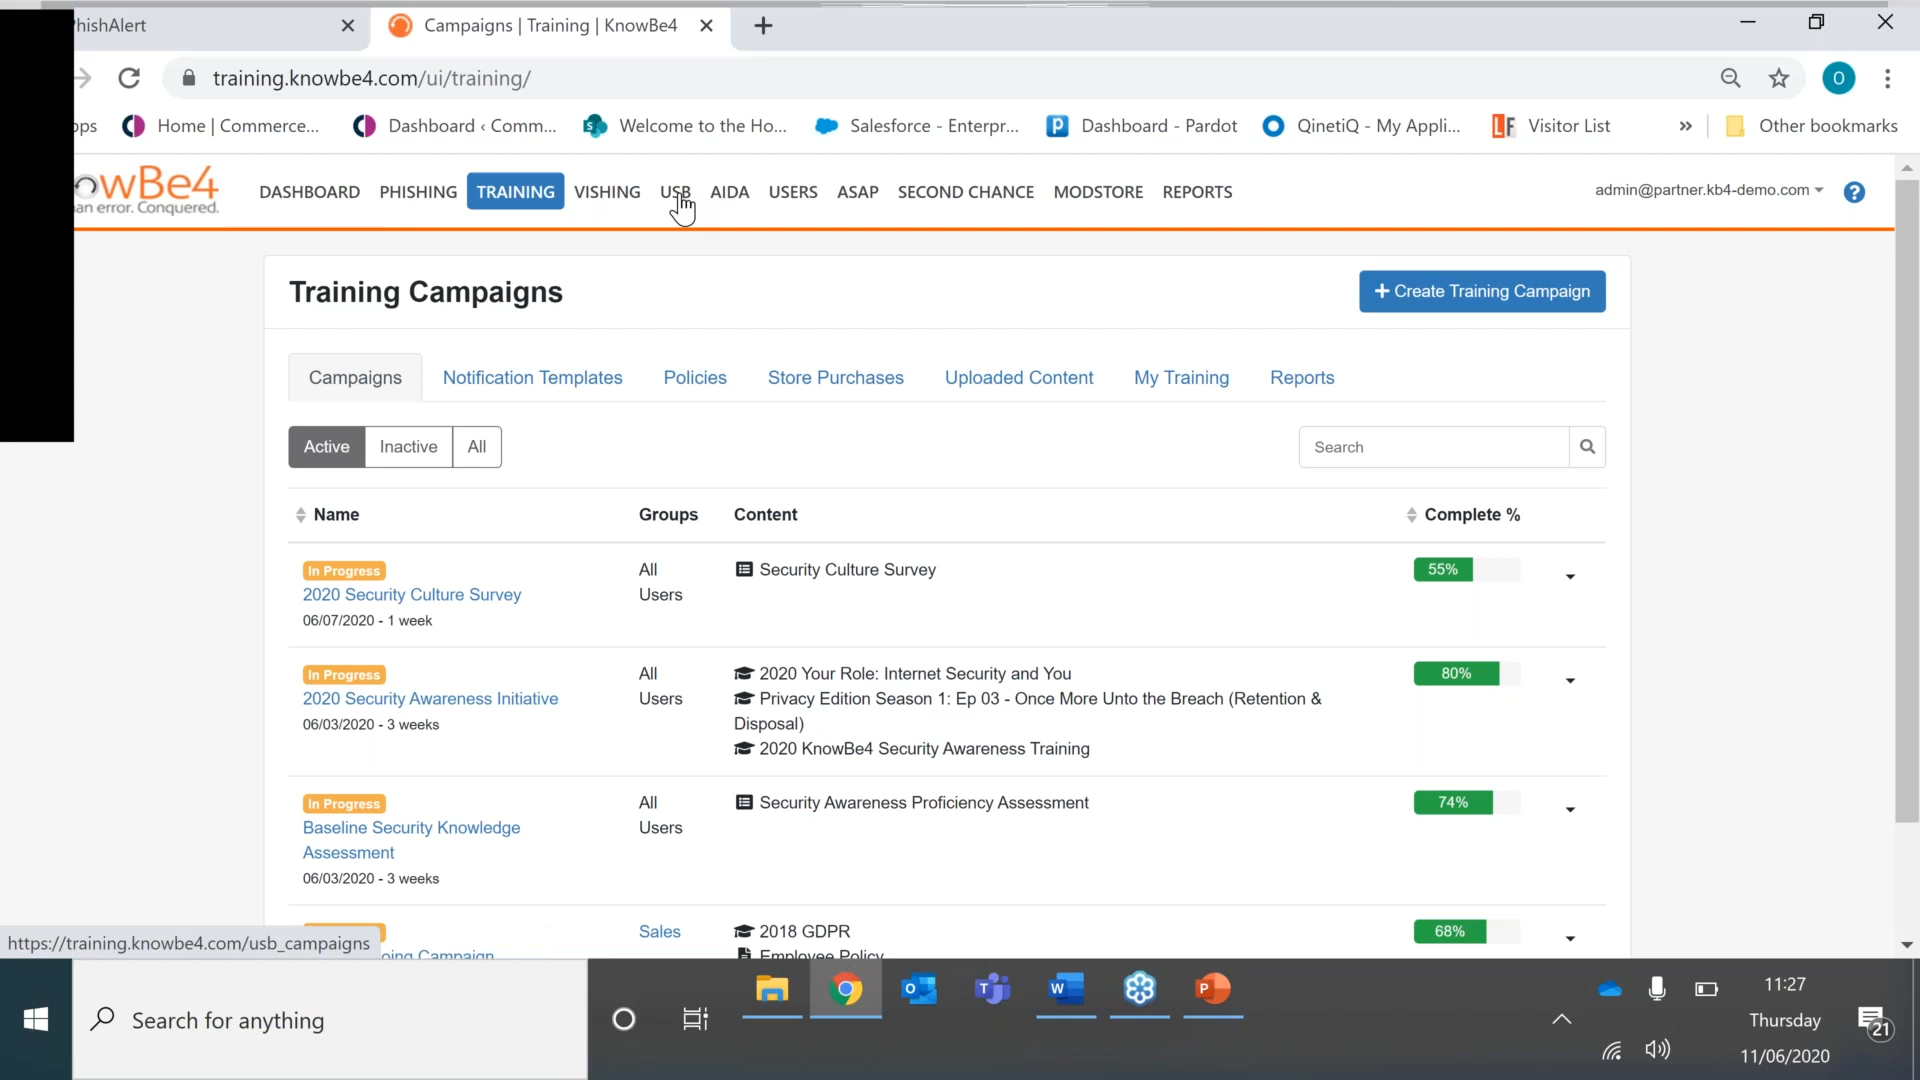 hishAlert
Campaigns | Training | KnowBe4
training.knowbe4.com/ui/training/
O
ps
Home | Commerce...
Dashboard ‹ Comm...
Welcome to the Ho...
Salesforce - Enterpr...
Dashboard - Pardot
QinetiQ - My Appli...
Visitor List
»
Other bookmarks
owBe4
an error. Conquered.
DASHBOARD PHISHING TRAINING VISHING USB AIDA USERS ASAP SECOND CHANCE MODSTORE REPORTS
admin@partner.kb4-demo.com
?
Training Campaigns
+ Create Training Campaign
Campaigns Notification Templates Policies Store Purchases Uploaded Content My Training Reports
Active Inactive All
Search
Name Groups Content Complete %
In Progress
2020 Security Culture Survey
06/07/2020 - 1 week
All
Users
Security Culture Survey
55%
In Progress
2020 Security Awareness Initiative
06/03/2020 - 3 weeks
All
Users
2020 Your Role: Internet Security and You
Privacy Edition Season 1: Ep 03 - Once More Unto the Breach (Retention &
Disposal)
2020 KnowBe4 Security Awareness Training
80%
In Progress
Baseline Security Knowledge
Assessment
06/03/2020 - 3 weeks
All
Users
Security Awareness Proficiency Assessment
74%
oing Campaign
Sales
2018 GDPR
Employee Policy
68%
https://training.knowbe4.com/usb_campaigns
Search for anything
11:27
Thursday
11/06/2020
21